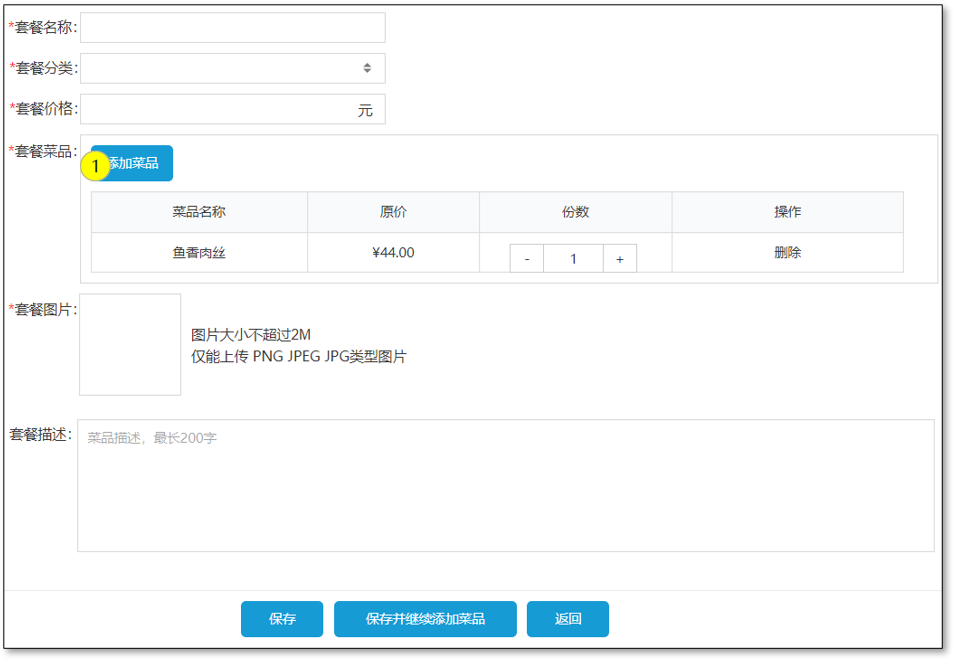 *套餐名称:
*套餐分类:
*套餐价格: 元
*套餐菜品:
1 添加菜品
菜品名称 原价 份数 操作
鱼香肉丝 ¥44.00 - 1 + 删除
*套餐图片:
图片大小不超过2M
仅能上传 PNG JPEG JPG类型图片
套餐描述:
菜品描述，最长200字
保存 保存并继续添加菜品 返回